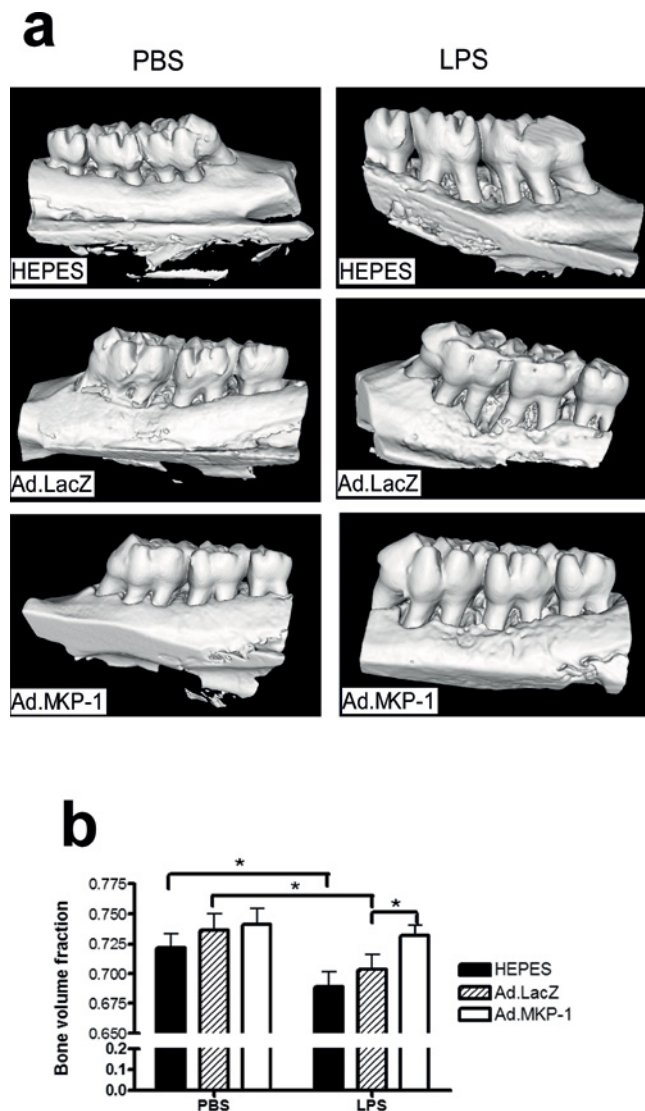 a
PBS LPS
HEPES HEPES
Ad.LacZ Ad.LacZ
Ad.MKP-1 Ad.MKP-1
b
Bone volume fraction
0.775
0.750
0.725
0.700
0.675
0.650
0.2
0.1
0.0
* * *
PBS LPS
HEPES
Ad.LacZ
Ad.MKP-1